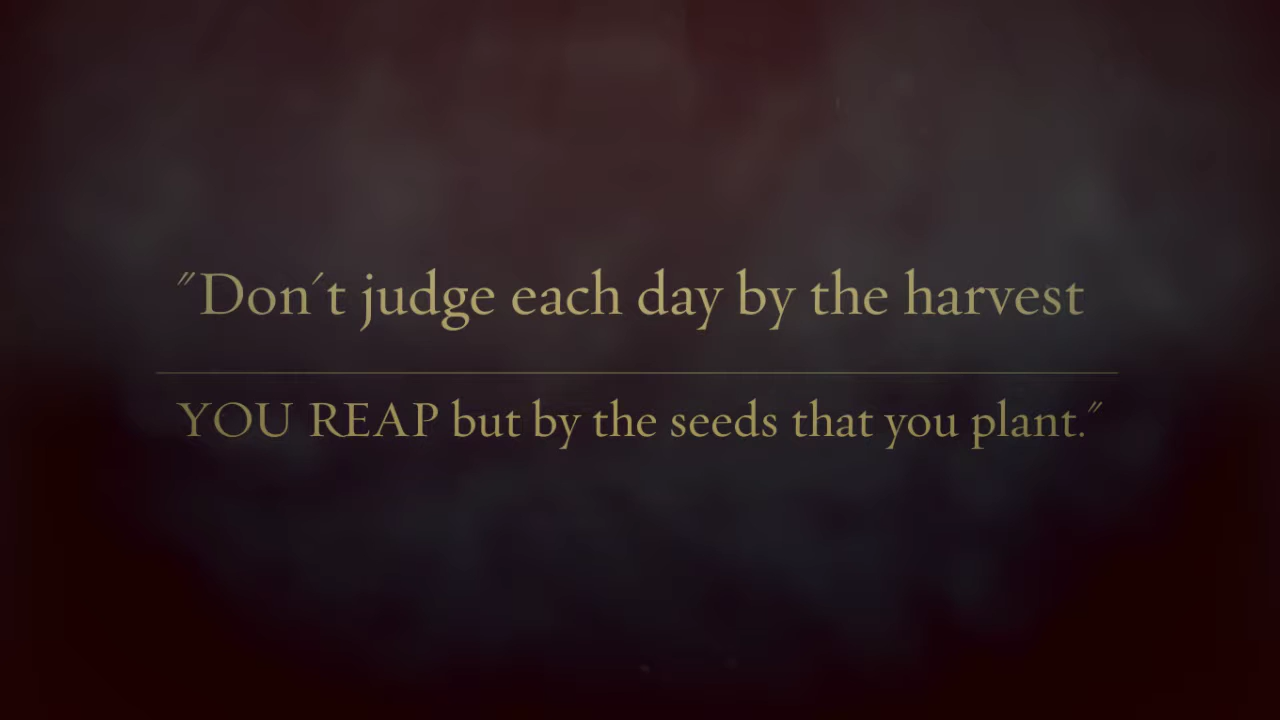 "Don´t judge each day by the harvest
YOU REAP but by the seeds that you plant."